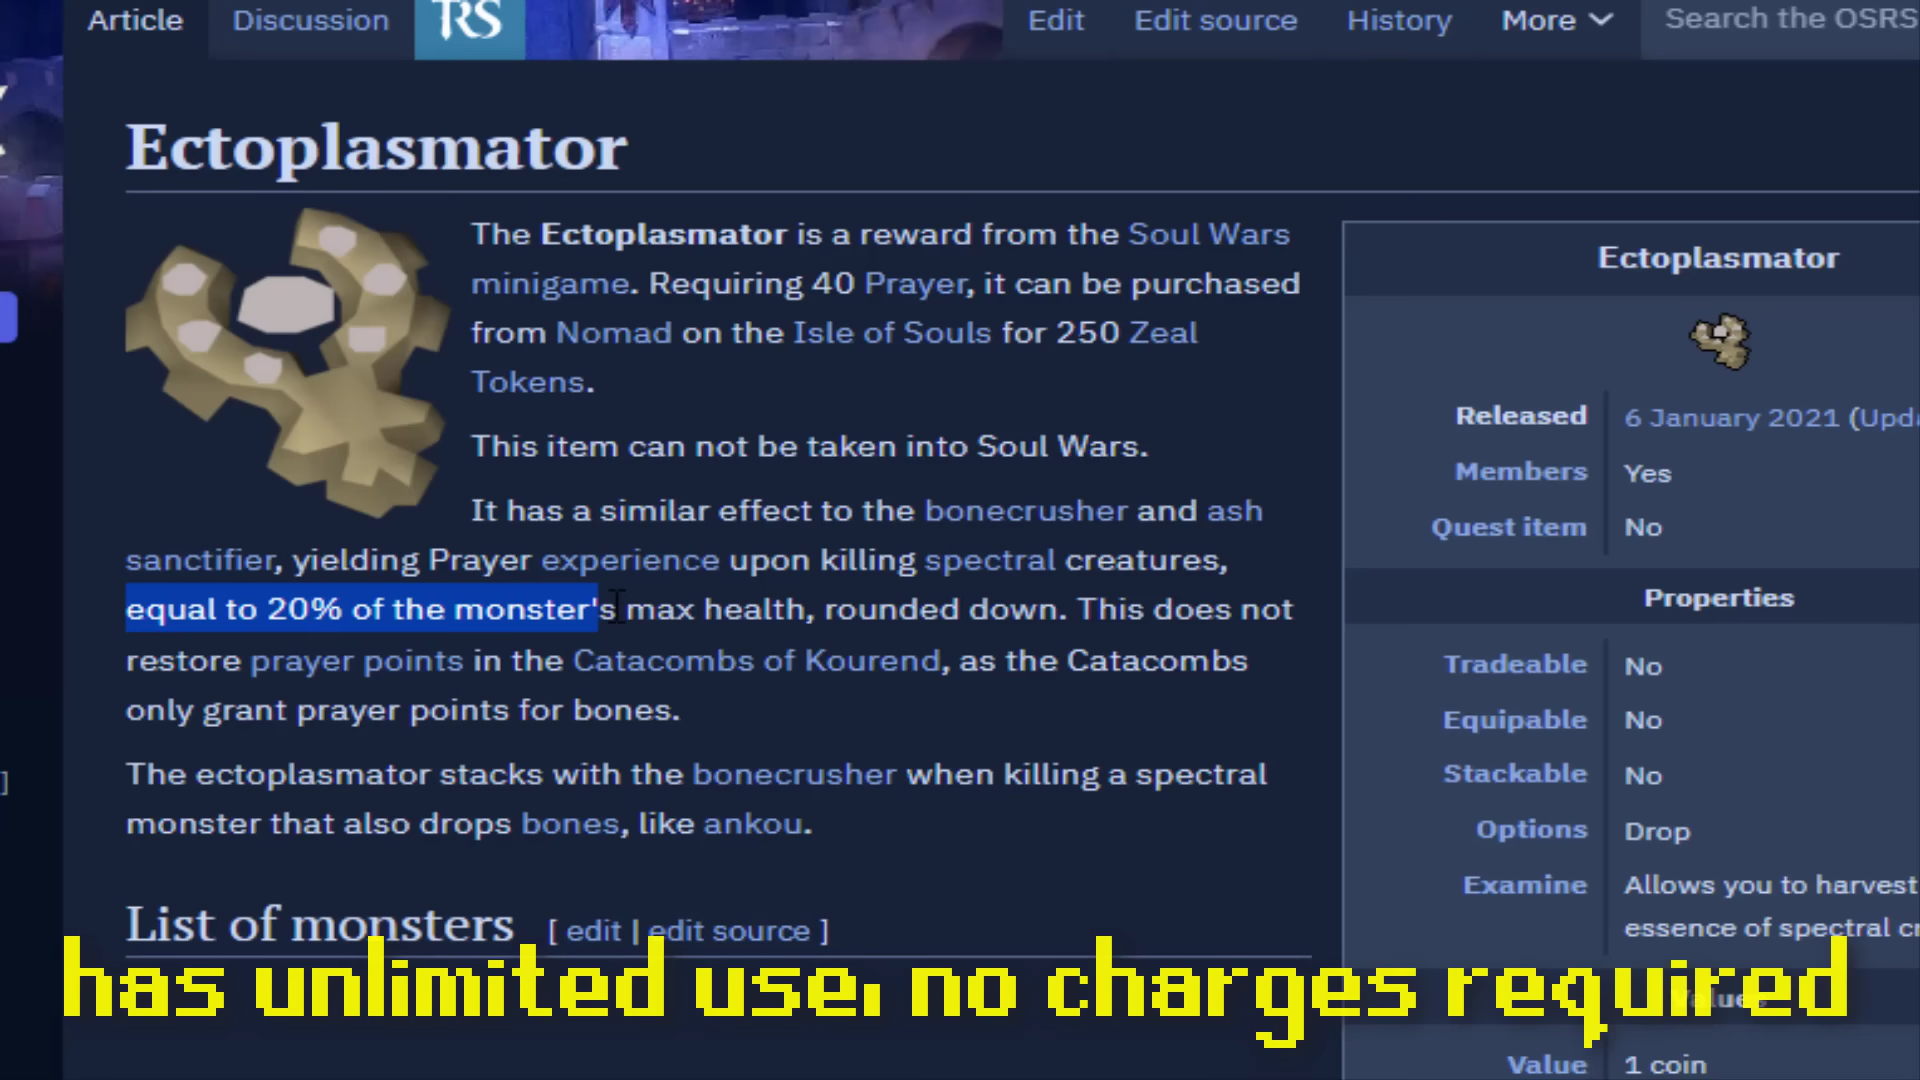 Article Discussion TRS Edit Edit source History More Search the OSRS
Ectoplasmator
The Ectoplasmator is a reward from the Soul Wars
minigame. Requiring 40 Prayer, it can be purchased
from Nomad on the Isle of Souls for 250 Zeal
Tokens.
This item can not be taken into Soul Wars.
It has a similar effect to the bonecrusher and ash
sanctifier, yielding Prayer experience upon killing spectral creatures,
equal to 20% of the monster's max health, rounded down. This does not
restore prayer points in the Catacombs of Kourend, as the Catacombs
only grant prayer points for bones.
The ectoplasmator stacks with the bonecrusher when killing a spectral
monster that also drops bones, like ankou.
List of monsters [ edit | edit source ]
]
Ectoplasmator
Released 6 January 2021 (Upd
Members Yes
Quest item No
Properties
Tradeable No
Equipable No
Stackable No
Options Drop
Examine Allows you to harvest
essence of spectral cr
Values
Value 1 coin
has unlimited use, no charges required